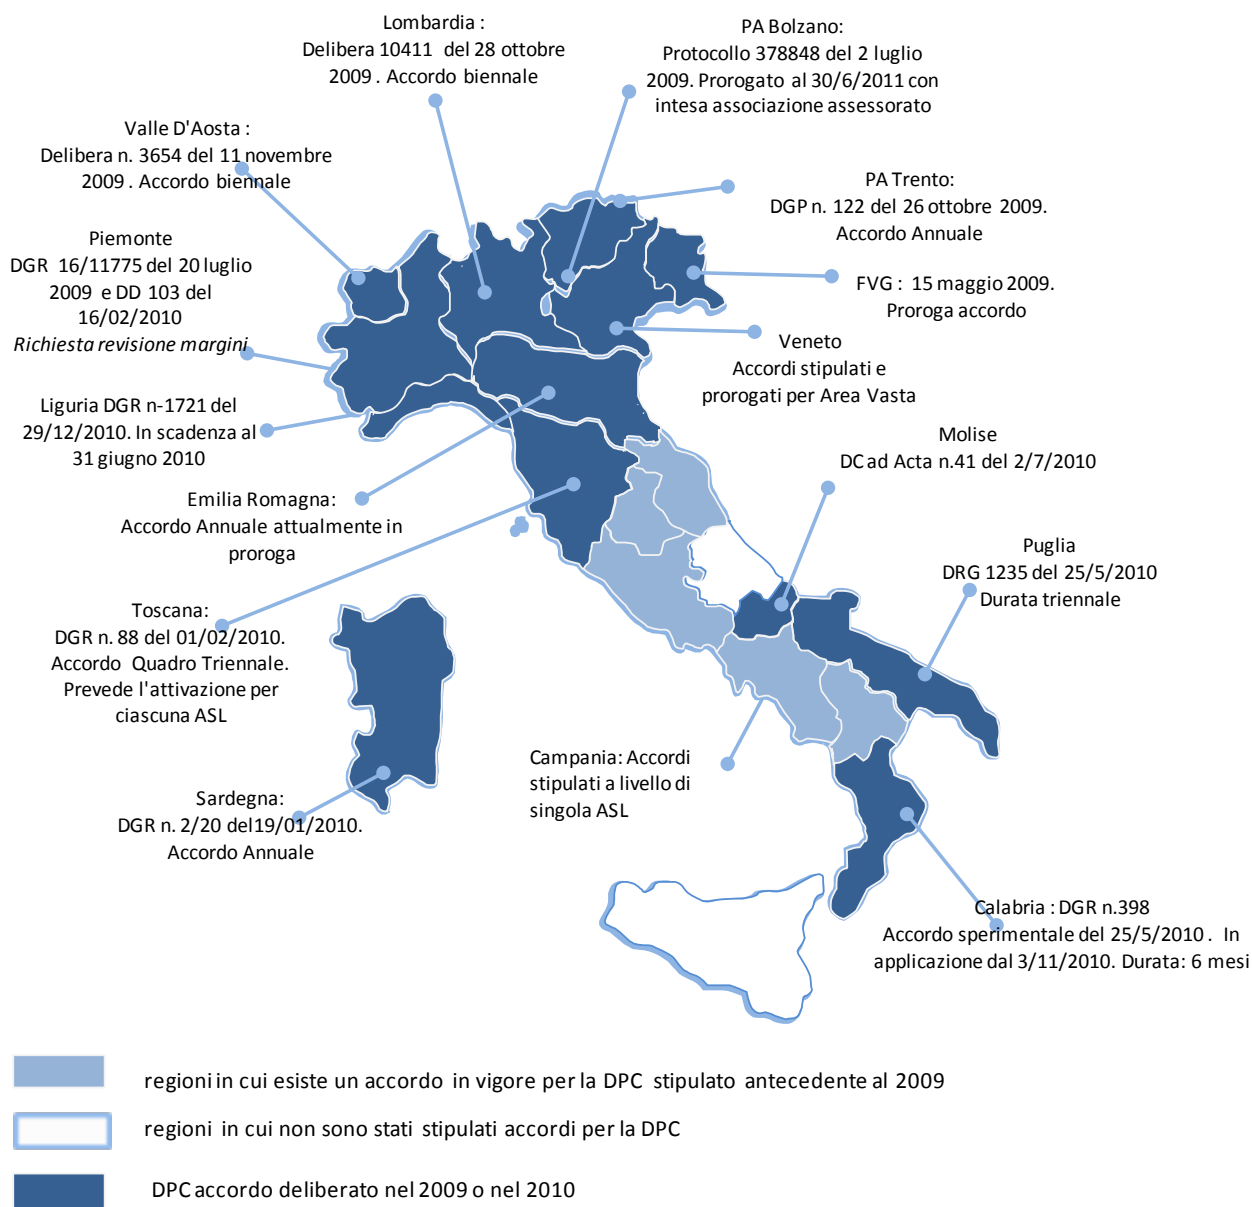 Lombardia :
Delibera 10411 del 28 ottobre
2009 . Accordo biennale
PA Bolzano:
Protocollo 378848 del 2 luglio
2009. Prorogato al 30/6/2011 con
intesa associazione assessorato
Valle D'Aosta :
Delibera n. 3654 del 11 novembre
2009 . Accordo biennale
PA Trento:
DGP n. 122 del 26 ottobre 2009.
Accordo Annuale
Piemonte
DGR 16/11775 del 20 luglio
2009 e DD 103 del
16/02/2010
Richiesta revisione margini
FVG : 15 maggio 2009.
Proroga accordo
Veneto
Accordi stipulati e
prorogati per Area Vasta
Liguria DGR n-1721 del
29/12/2010. In scadenza al
31 giugno 2010
Molise
DC ad Acta n.41 del 2/7/2010
Emilia Romagna:
Accordo Annuale attualmente in
proroga
Puglia
DRG 1235 del 25/5/2010
Durata triennale
Toscana:
DGR n. 88 del 01/02/2010.
Accordo Quadro Triennale.
Prevede l'attivazione per
ciascuna ASL
Campania: Accordi
stipulati a livello di
singola ASL
Sardegna:
DGR n. 2/20 del19/01/2010.
Accordo Annuale
Calabria : DGR n.398
Accordo sperimentale del 25/5/2010 . In
applicazione dal 3/11/2010. Durata: 6 mesi
regioni in cui esiste un accordo in vigore per la DPC stipulato antecedente al 2009
regioni in cui non sono stati stipulati accordi per la DPC
DPC accordo deliberato nel 2009 o nel 2010